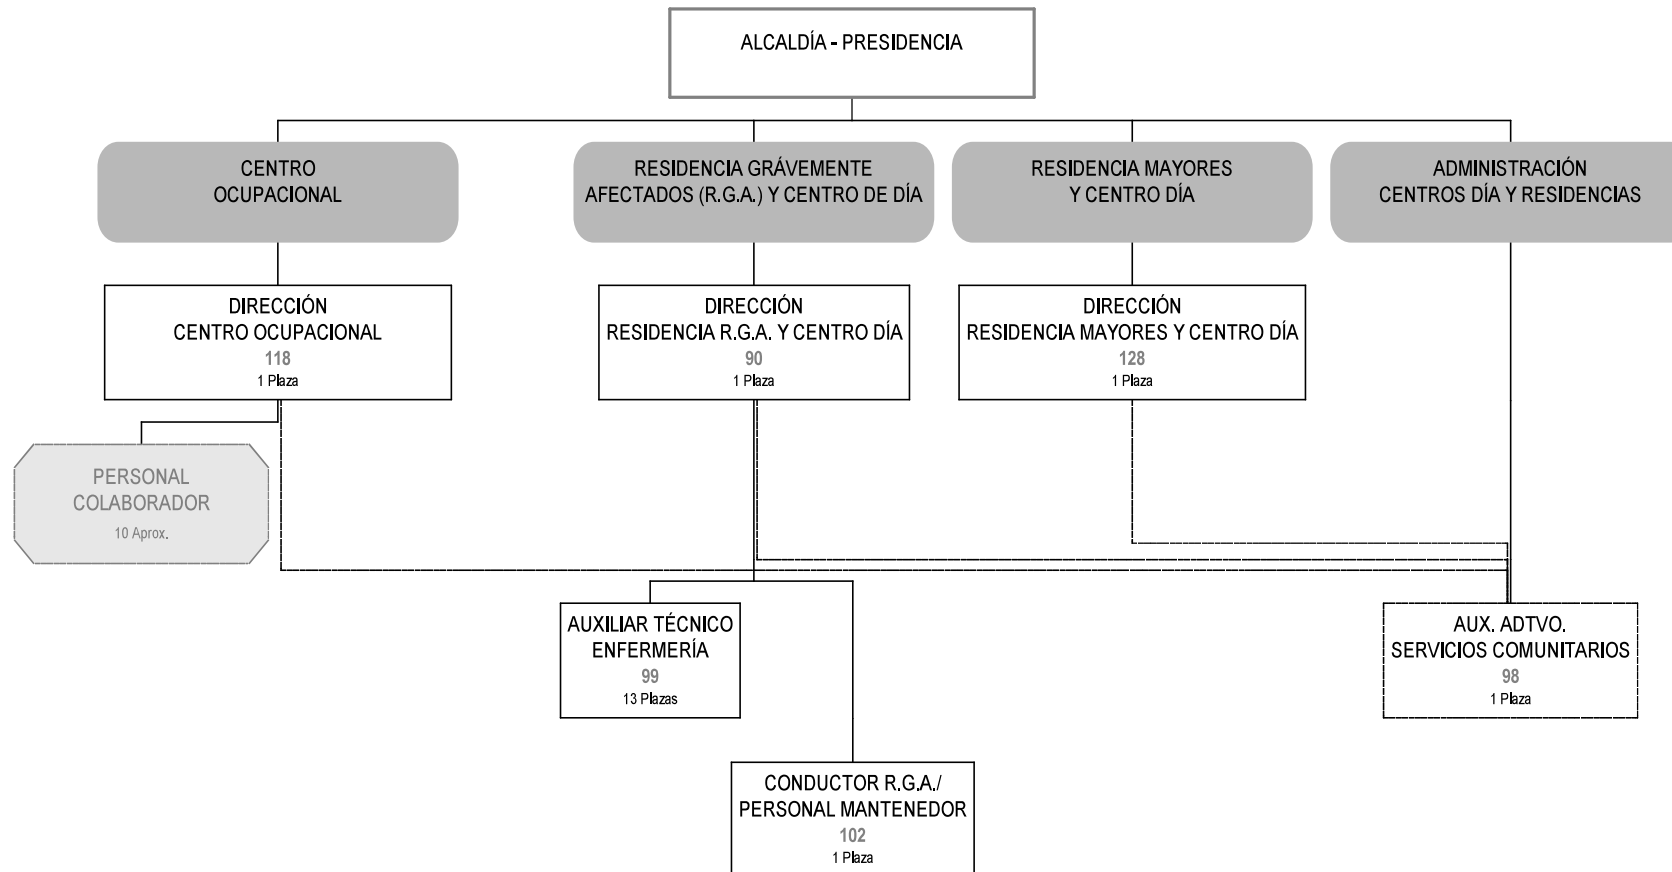 ALCALDÍA - PRESIDENCIA
CENTRO
OCUPACIONAL
RESIDENCIA GRÁVEMENTE
AFECTADOS (R.G.A.) Y CENTRO DE DÍA
RESIDENCIA MAYORES
Y CENTRO DÍA
ADMINISTRACIÓN
CENTROS DÍA Y RESIDENCIAS
DIRECCIÓN
CENTRO OCUPACIONAL
118
1 Plaza
DIRECCIÓN
RESIDENCIA R.G.A. Y CENTRO DÍA
90
1 Plaza
DIRECCIÓN
RESIDENCIA MAYORES Y CENTRO DÍA
128
1 Plaza
PERSONAL
COLABORADOR
10 Aprox.
AUXILIAR TÉCNICO
ENFERMERÍA
99
13 Plazas
AUX. ADTVO.
SERVICIOS COMUNITARIOS
98
1 Plaza
CONDUCTOR R.G.A./
PERSONAL MANTENEDOR
102
1 Plaza